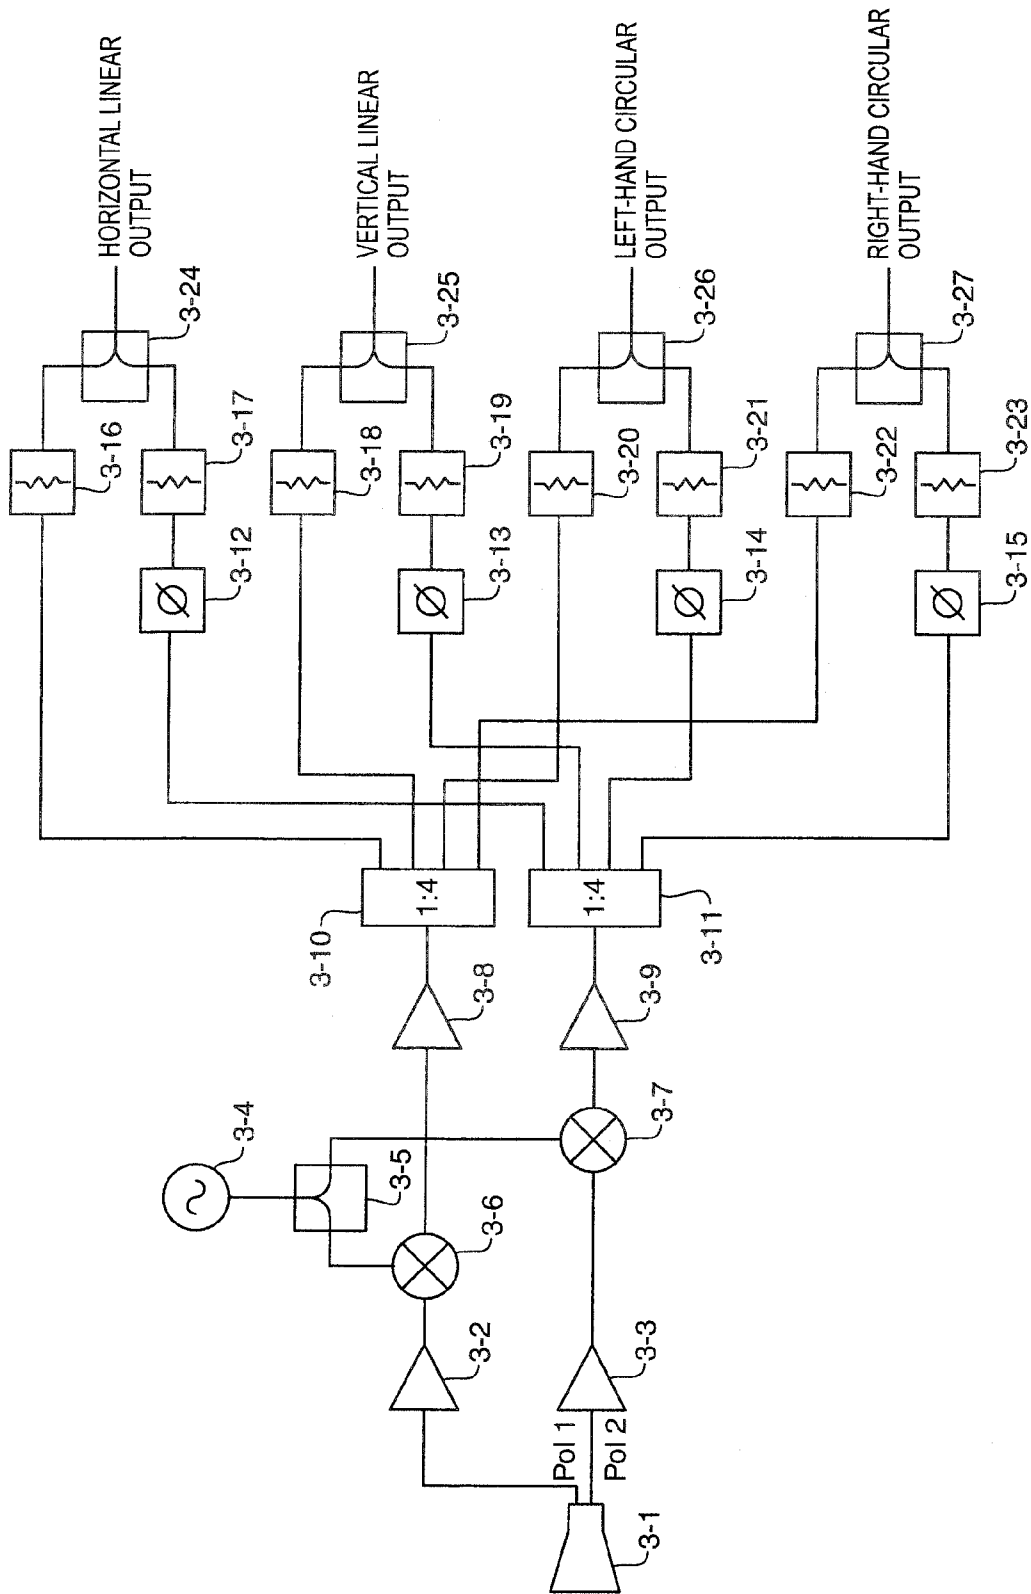 HORIZONTAL LINEAR
OUTPUT
3-24
3-16
3-17
3-12
VERTICAL LINEAR
OUTPUT
3-25
3-18
3-19
3-13
LEFT-HAND CIRCULAR
OUTPUT
3-26
3-20
3-21
3-14
RIGHT-HAND CIRCULAR
OUTPUT
3-27
3-22
3-23
3-15
1:4
3-10
1:4
3-11
3-8
3-9
3-4
3-5
3-6
3-7
3-2
3-3
Pol 1
Pol 2
3-1